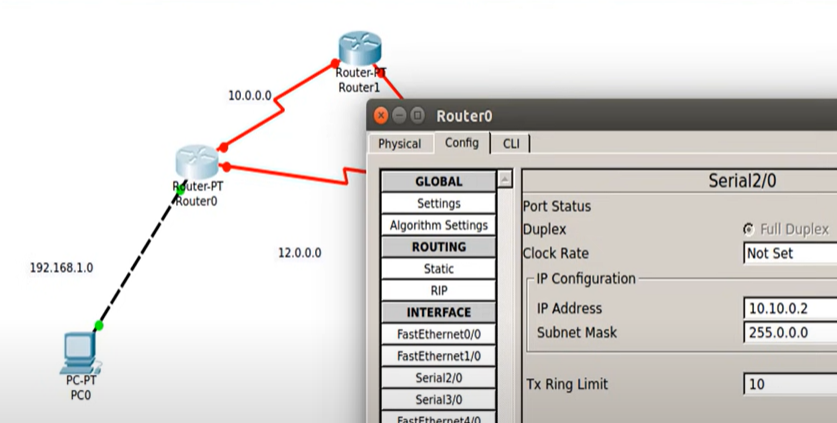 Router-PT
Router1
10.0.0.0
Router-PT
Router0
12.0.0.0
192.168.1.0
PC-PT
PC0
Router0
Physical
Config
CLI
GLOBAL
Settings
Algorithm Settings
ROUTING
Static
RIP
INTERFACE
FastEthernet0/0
FastEthernet1/0
Serial2/0
Serial3/0
FastEthernet4/0
Serial2/0
Port Status
Duplex
Full Duplex
Clock Rate
Not Set
IP Configuration
IP Address
10.10.0.2
Subnet Mask
255.0.0.0
Tx Ring Limit
10